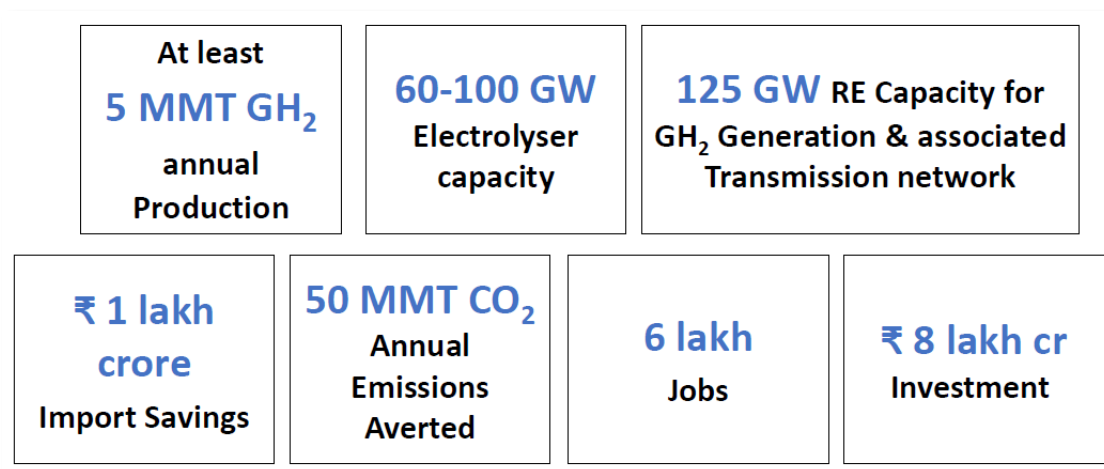 At least
5 MMT GH₂
annual
Production
60-100 GW
Electrolyser
capacity
125 GW RE Capacity for
GH₂ Generation & associated
Transmission network
₹ 1 lakh
crore
Import Savings
50 MMT CO₂
Annual
Emissions
Averted
6 lakh
Jobs
₹ 8 lakh cr
Investment